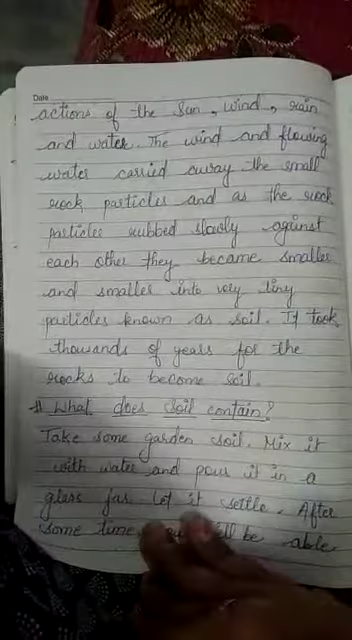 Date
actions of the Sun, wind, rain
and water. The wind and flowing
water carried away the small
rock particles and as the rock
particles rubbed slowly against
each other they became smaller
and smaller into very tiny
particles known as soil. It took
thousands of years for the
rocks to become soil.
# What does soil contain?
Take some garden soil. Mix it
with water and pour it in a
glass jar. Let it settle. After
some time, be able